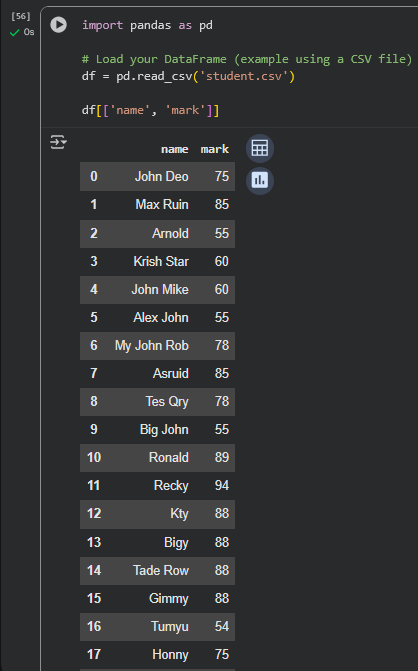 [56]
0s
import pandas as pd
# Load your DataFrame (example using a CSV file)
df = pd.read_csv('student.csv')
df[['name', 'mark']]
name mark
0 John Deo 75
1 Max Ruin 85
2 Arnold 55
3 Krish Star 60
4 John Mike 60
5 Alex John 55
6 My John Rob 78
7 Asruid 85
8 Tes Qry 78
9 Big John 55
10 Ronald 89
11 Recky 94
12 Kty 88
13 Bigy 88
14 Tade Row 88
15 Gimmy 88
16 Tumyu 54
17 Honny 75